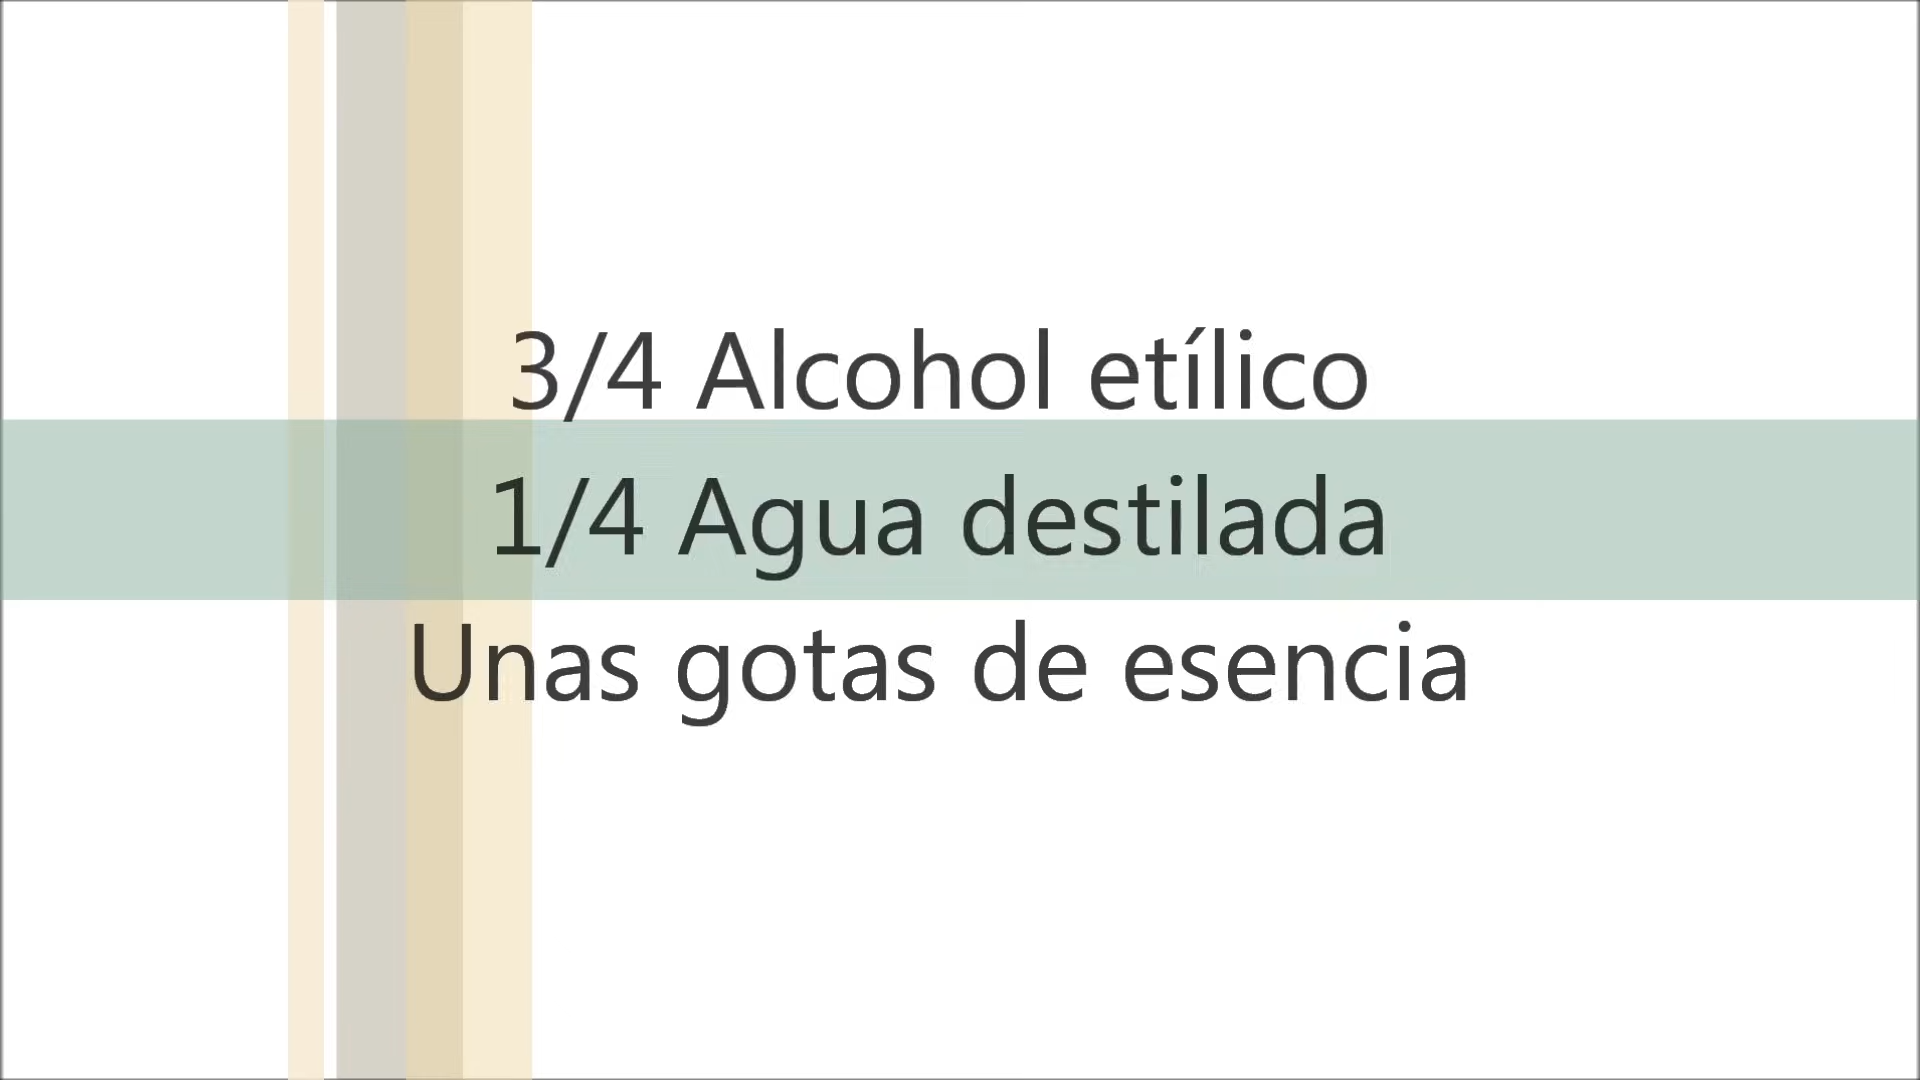 3/4 Alcohol etílico
1/4 Agua destilada
Unas gotas de esencia